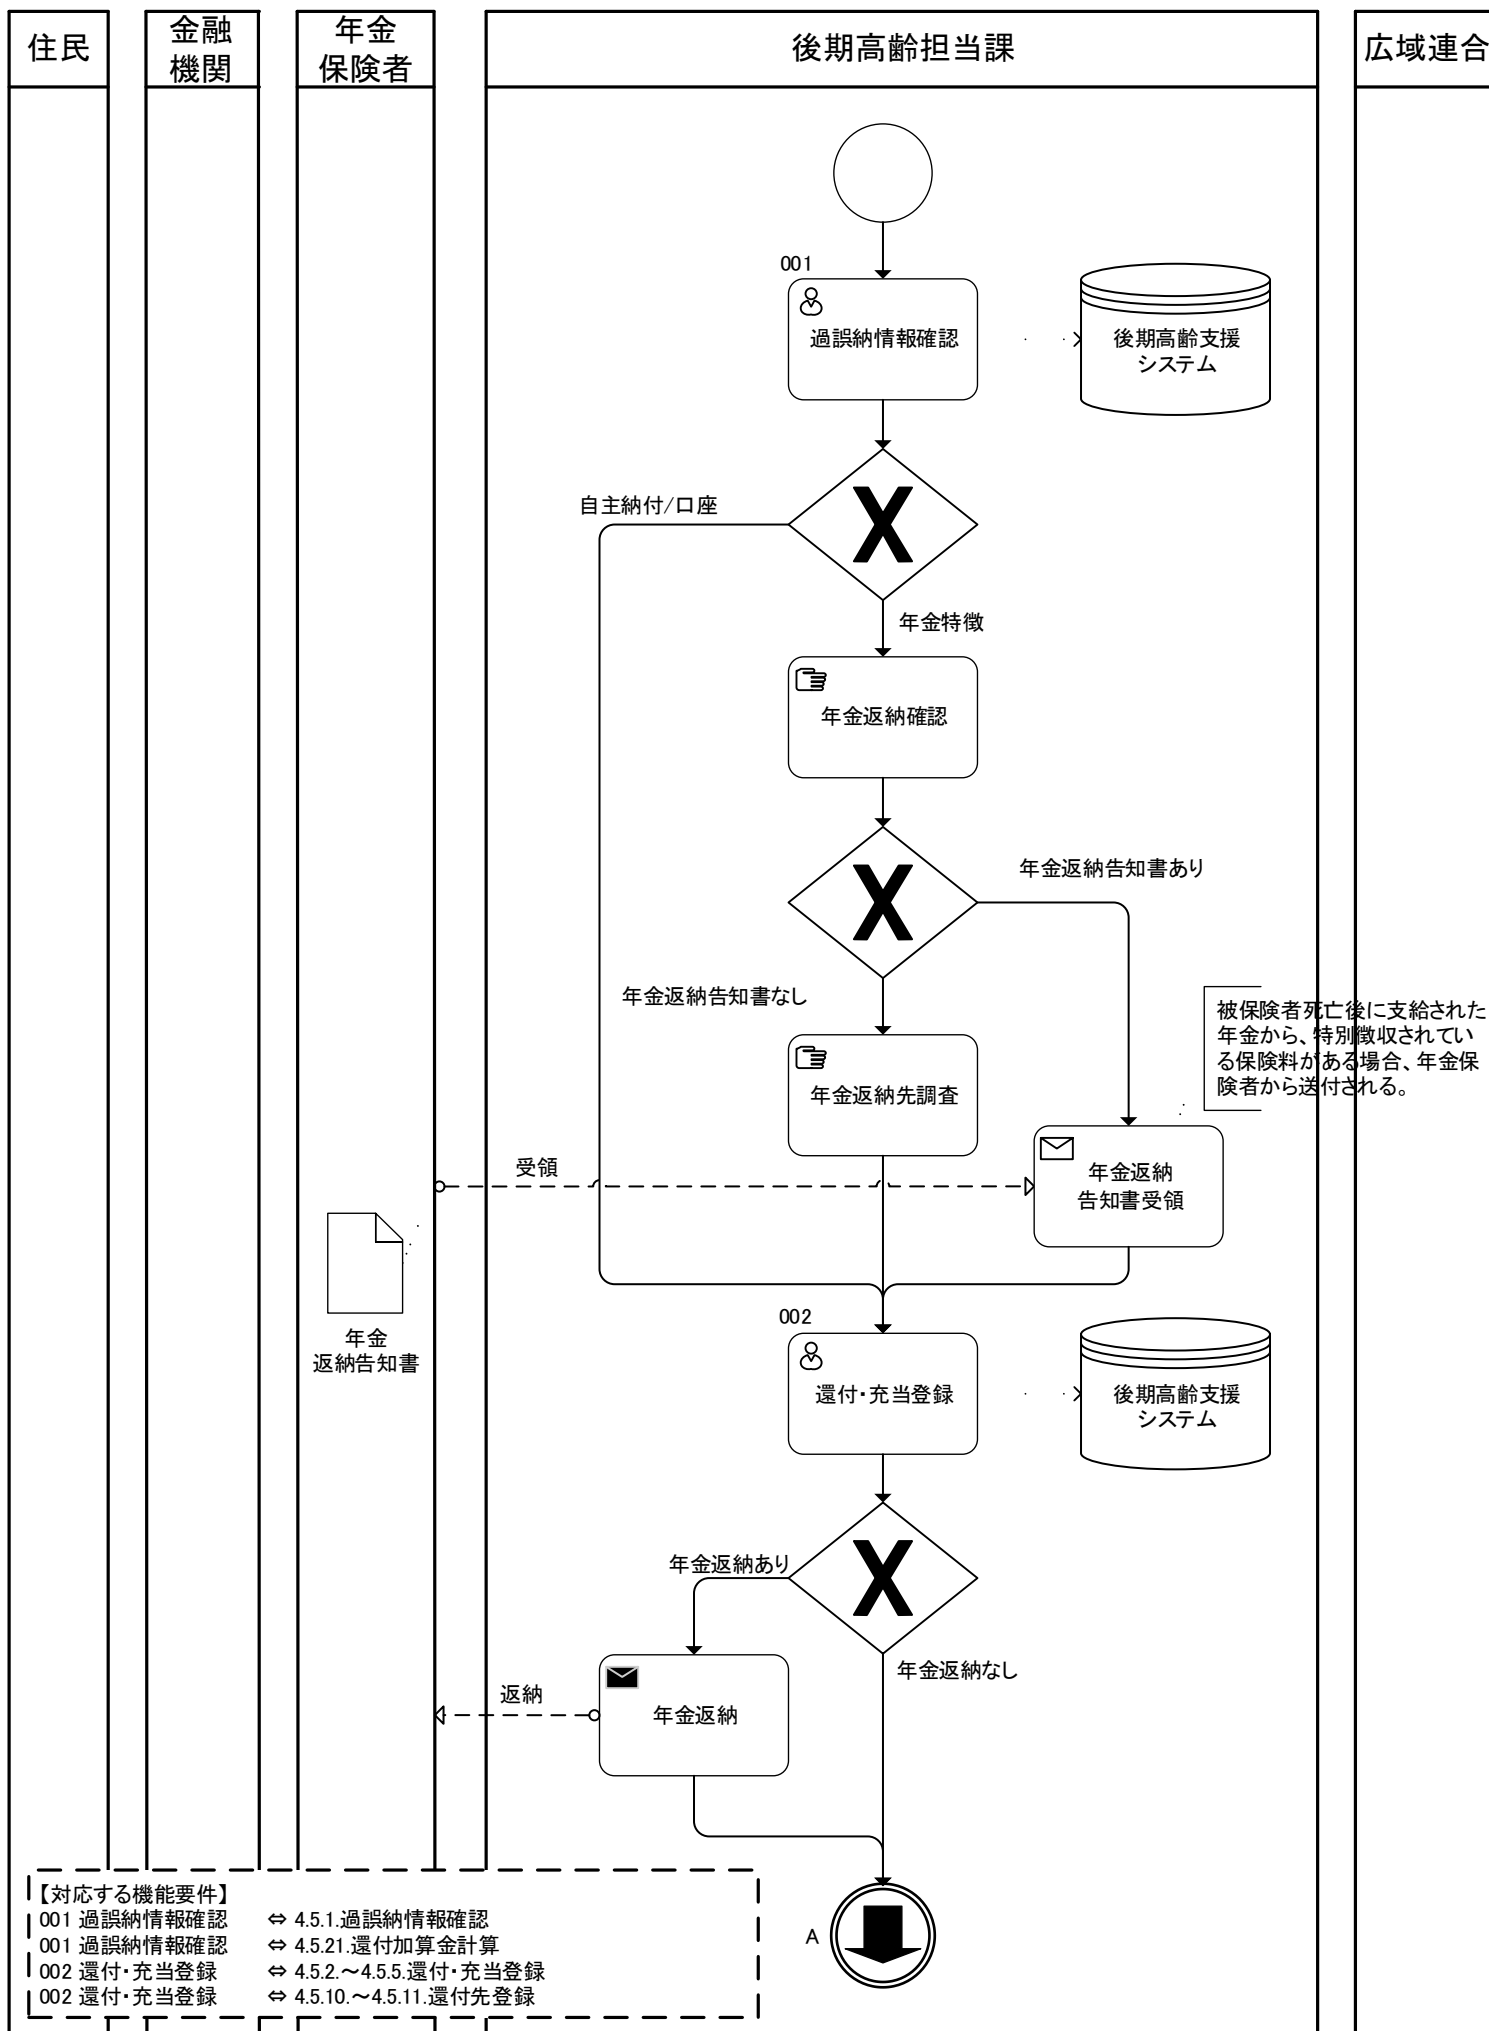 住民
金融
機関
年金
保険者
後期高齢担当課
広域連合
001
過誤納情報確認
後期高齢支援
システム
自主納付/口座
X
年金特徴
年金返納確認
年金返納告知書あり
X
年金返納告知書なし
被保険者死亡後に支給された
年金から、特別徴収されてい
る保険料がある場合、年金保
険者から送付される。
年金返納先調査
受領
年金返納
告知書受領
年金
返納告知書
002
還付・充当登録
後期高齢支援
システム
年金返納あり
X
年金返納なし
返納
年金返納
【対応する機能要件】
001 過誤納情報確認 ⇔ 4.5.1.過誤納情報確認
001 過誤納情報確認 ⇔ 4.5.21.還付加算金計算
002 還付・充当登録 ⇔ 4.5.2.～4.5.5.還付・充当登録
002 還付・充当登録 ⇔ 4.5.10.～4.5.11.還付先登録
A